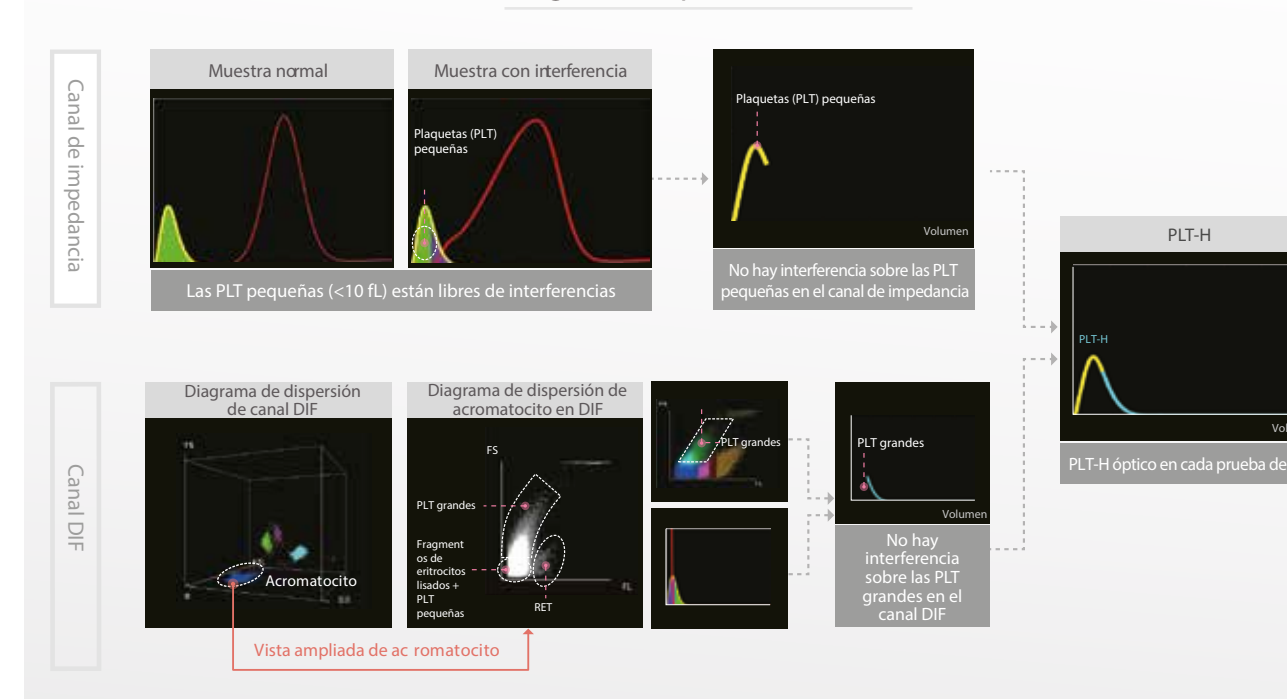 Canal de impedancia
Muestra normal
Muestra con interferencia
Plaquetas (PLT)
pequeñas
Las PLT pequeñas (<10 fL) están libres de interferencias
Plaquetas (PLT) pequeñas
Volumen
No hay interferencia sobre las PLT
pequeñas en el canal de impedancia
PLT-H
PLT-H
PLT-H óptico en cada prueba de
Canal DIF
Diagrama de dispersión
de canal DIF
Acromatocito
Diagrama de dispersión de
acromatocito en DIF
FS
PLT grandes
Fragment
os de
eritrocitos
lisados +
PLT
pequeñas
RET
FL
Vista ampliada de ac romatocito
PLT grandes
PLT grandes
Volumen
No hay
interferencia
sobre las PLT
grandes en el
canal DIF